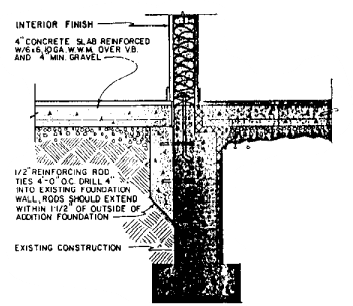 INTERIOR FINISH
4" CONCRETE SLAB REINFORCED
W/6x6, 10GA. W.W.M. OVER V.B.
AND 4" MIN. GRAVEL
1/2" REINFORCING ROD
TIES 4'-0" O.C. DRILL 4"
INTO EXISTING FOUNDATION
WALL, RODS SHOULD EXTEND
WITHIN 1-1/2" OF OUTSIDE OF
ADDITION FOUNDATION
EXISTING CONSTRUCTION